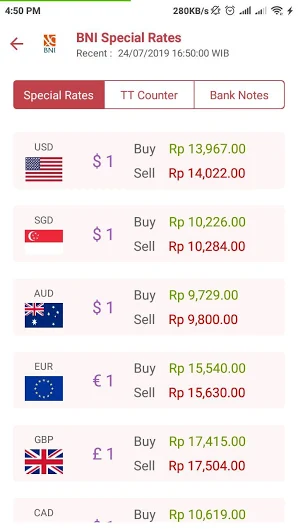 4:50 PM 280KB/s
BNI Special Rates
BNI
Recent : 24/07/2019 16:50:00 WIB
Special Rates TT Counter Bank Notes
USD
$ 1
Buy Rp 13,967.00
Sell Rp 14,022.00
SGD
$ 1
Buy Rp 10,226.00
Sell Rp 10,284.00
AUD
$ 1
Buy Rp 9,729.00
Sell Rp 9,800.00
EUR
€ 1
Buy Rp 15,540.00
Sell Rp 15,630.00
GBP
£ 1
Buy Rp 17,415.00
Sell Rp 17,504.00
CAD
Buy Rp 10,619.00